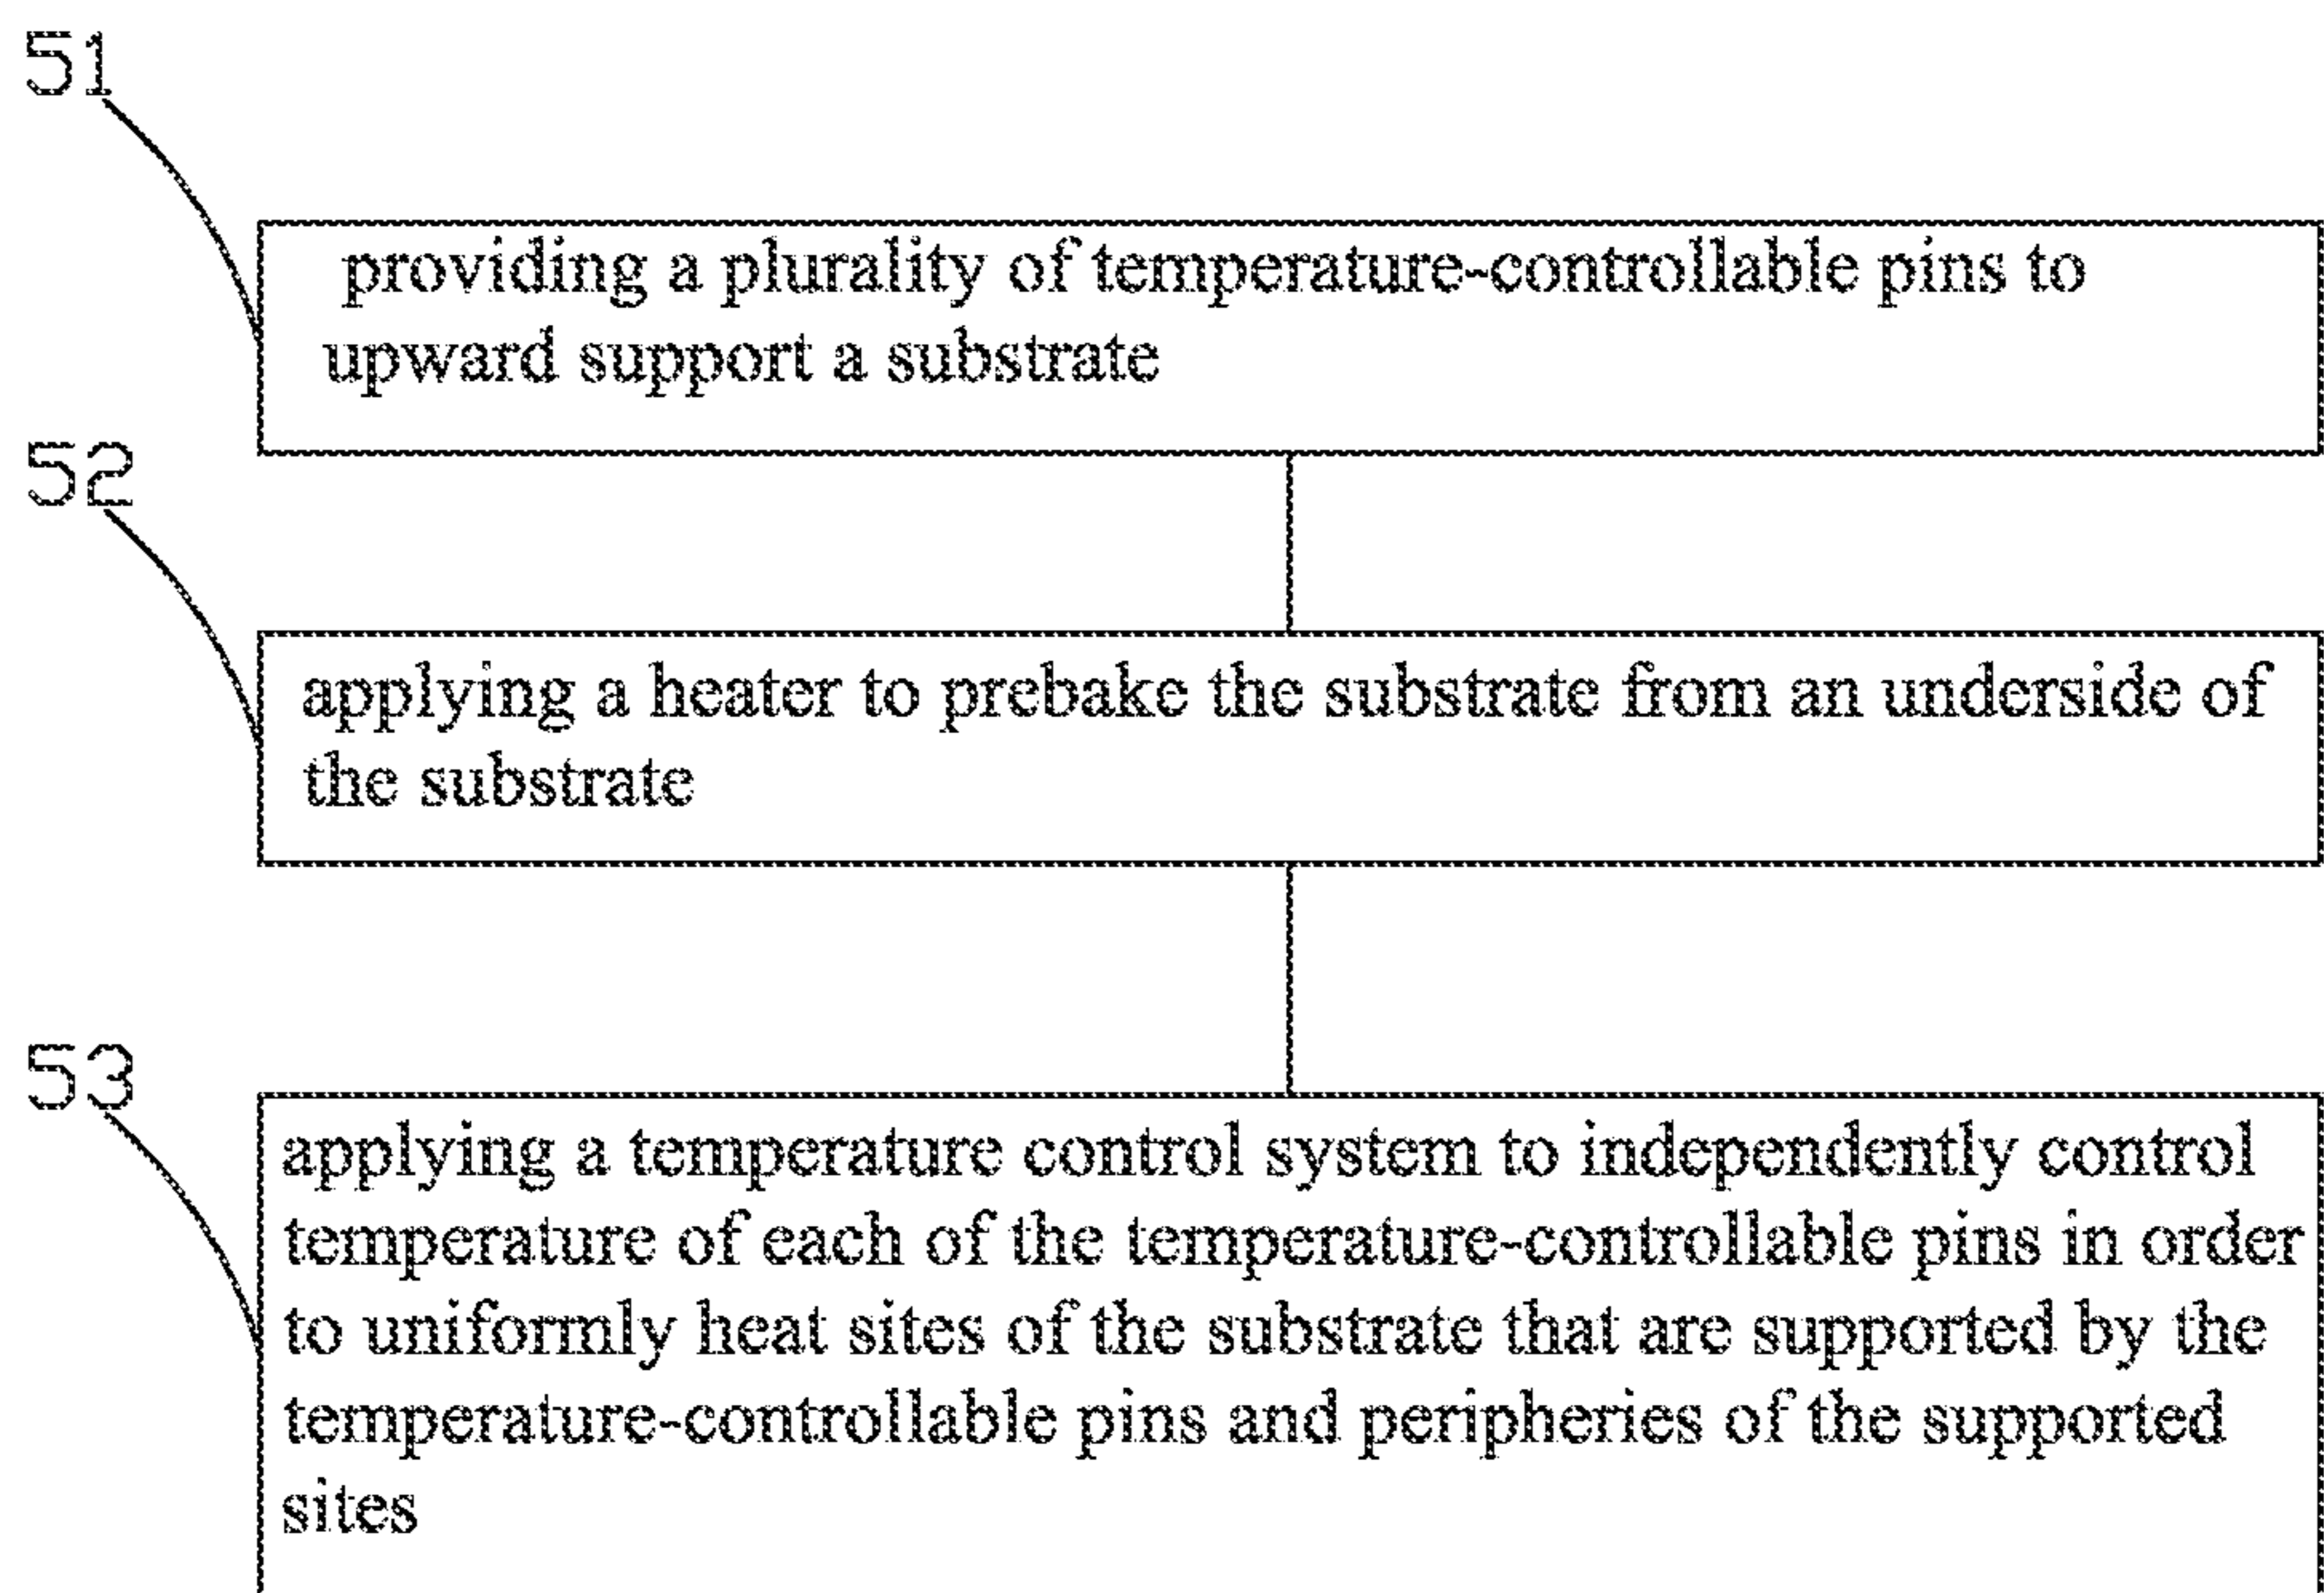 51
providing a plurality of temperature-controllable pins to
upward support a substrate
52
applying a heater to prebake the substrate from an underside of
the substrate
53
applying a temperature control system to independently control
temperature of each of the temperature-controllable pins in order
to uniformly heat sites of the substrate that are supported by the
temperature-controllable pins and peripheries of the supported
sites